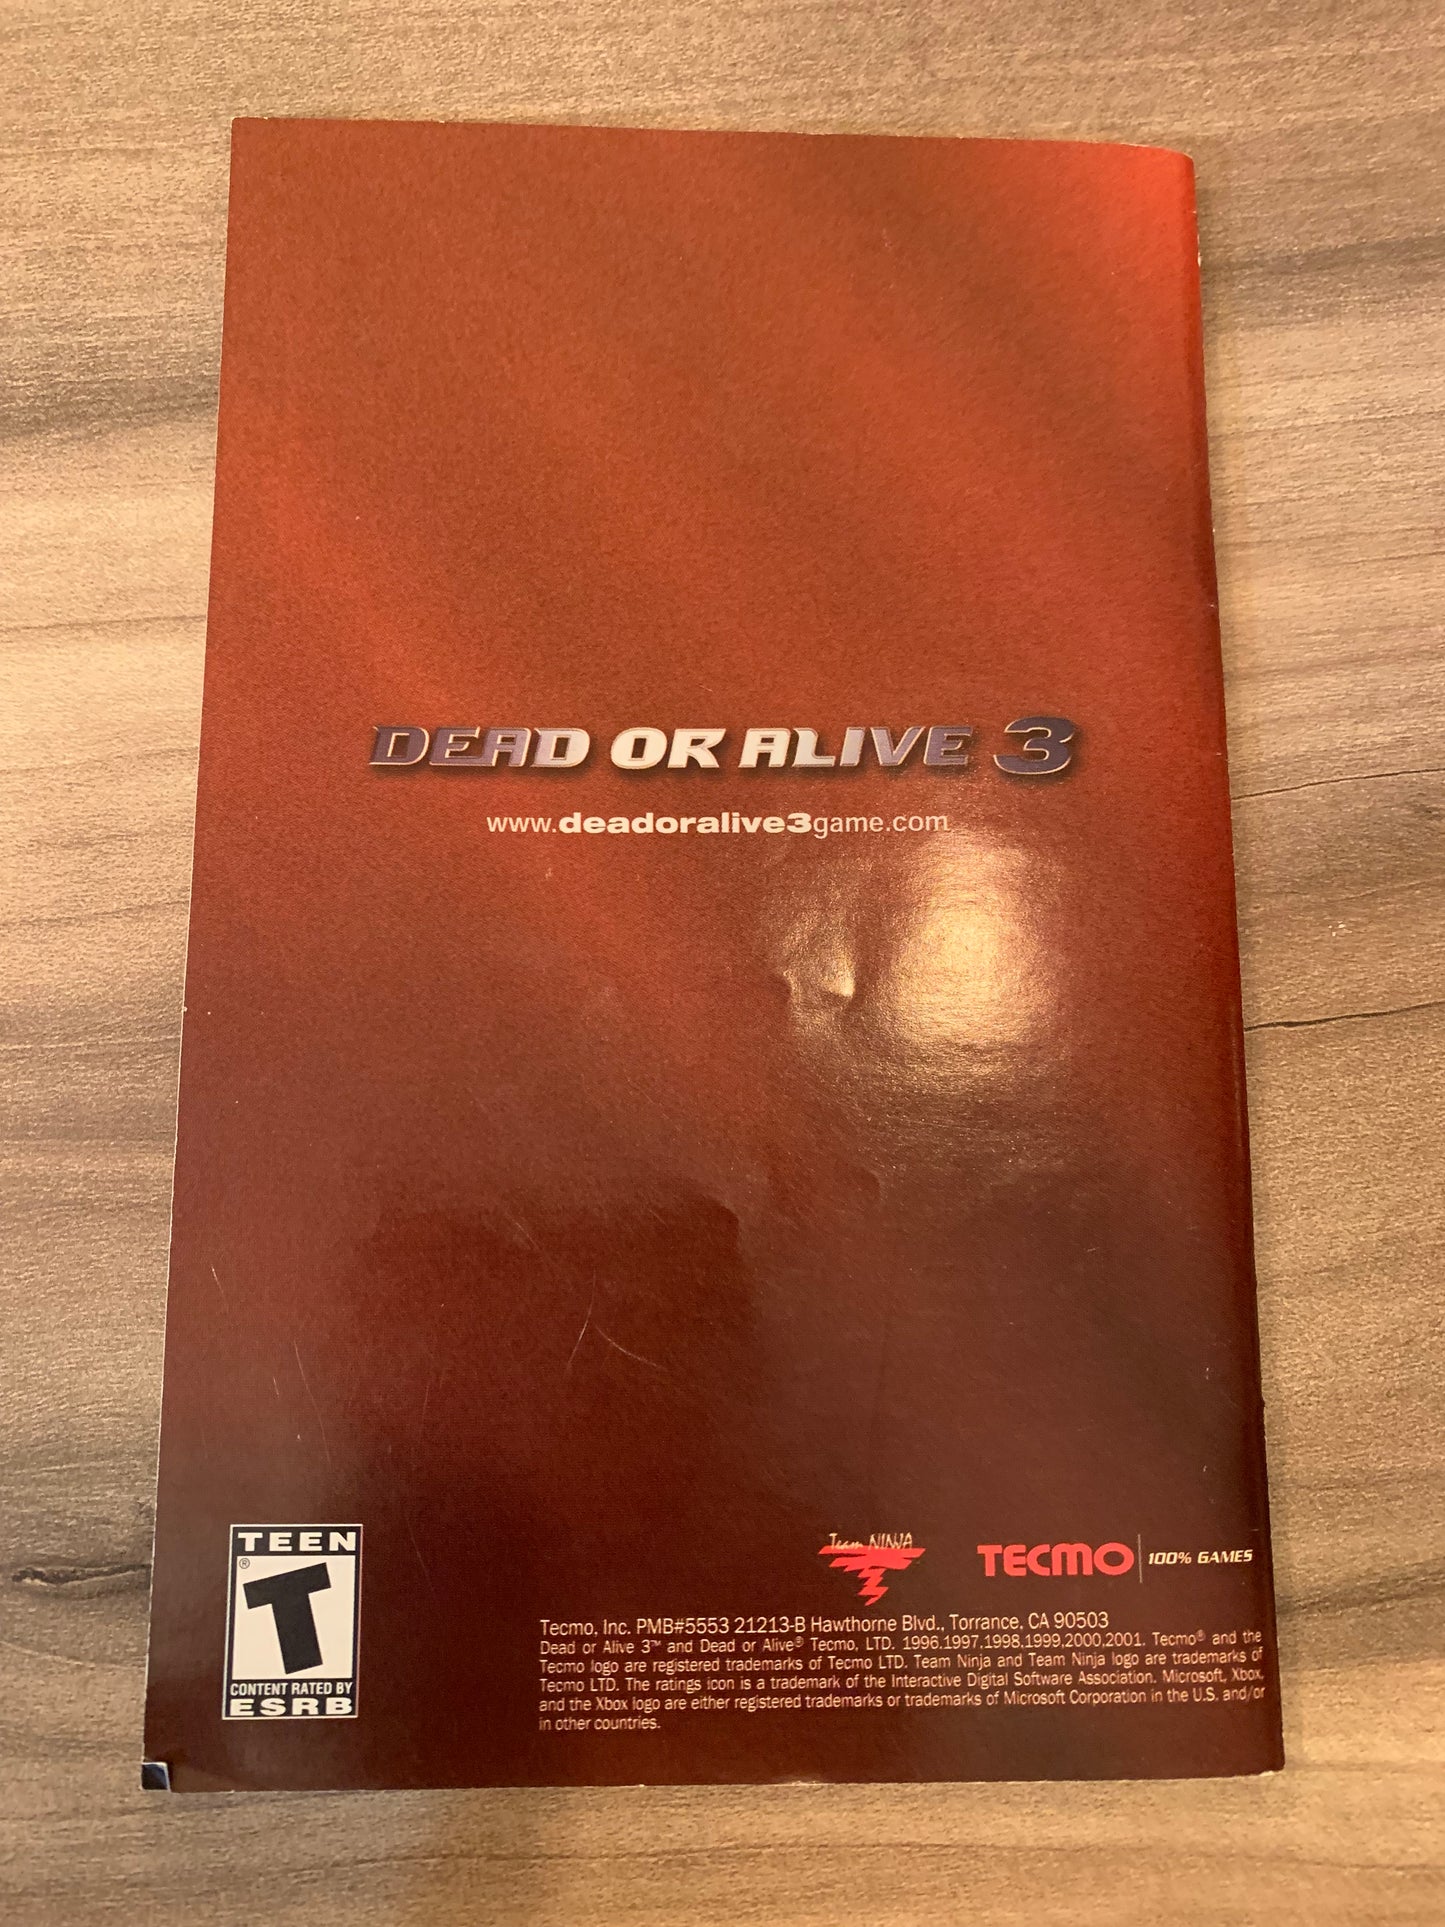 DEAD OR ALIVE 3
www.deadoralive3game.com
TEEN
T
®
CONTENT RATED BY
ESRB
Team NINJA
TECMO 100% GAMES
Tecmo, Inc. PMB#5553 21213-B Hawthorne Blvd., Torrance, CA 90503
Dead or Alive 3™ and Dead or Alive® Tecmo, LTD. 1996,1997,1998,1999,2000,2001. Tecmo® and the
Tecmo logo are registered trademarks of Tecmo LTD. Team Ninja and Team Ninja logo are trademarks of
Tecmo LTD. The ratings icon is a trademark of the Interactive Digital Software Association. Microsoft, Xbox,
and the Xbox logo are either registered trademarks or trademarks of Microsoft Corporation in the U.S. and/or
in other countries.